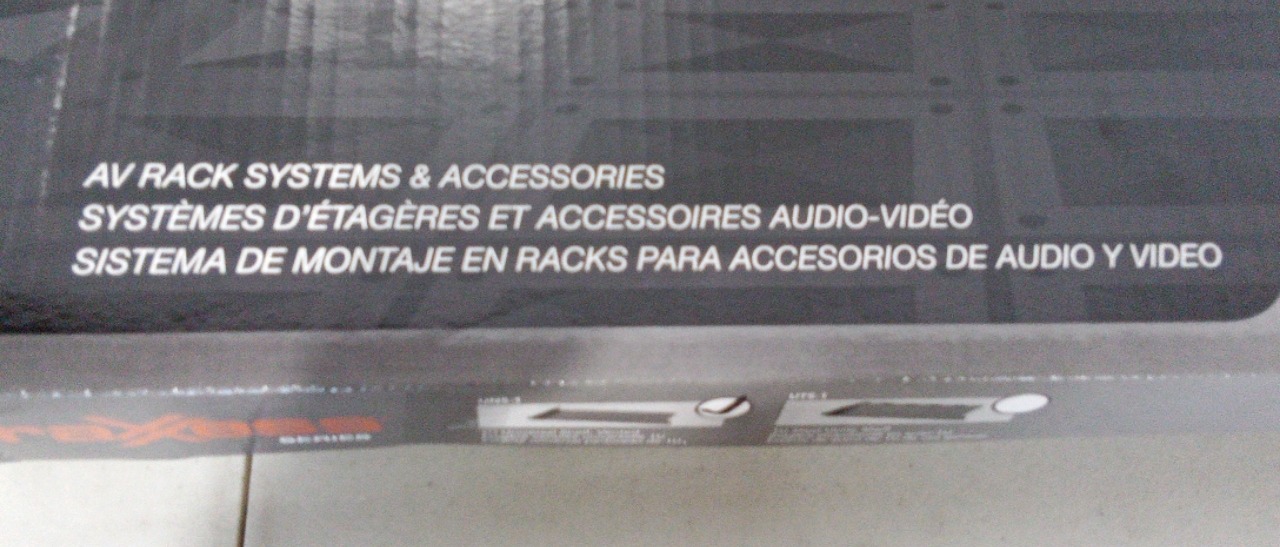 AV RACK SYSTEMS & ACCESSORIES
SYSTÈMES D'ÉTAGÈRES ET ACCESSOIRES AUDIO-VIDÉO
SISTEMA DE MONTAJE EN RACKS PARA ACCESORIOS DE AUDIO Y VIDEO
SERIES